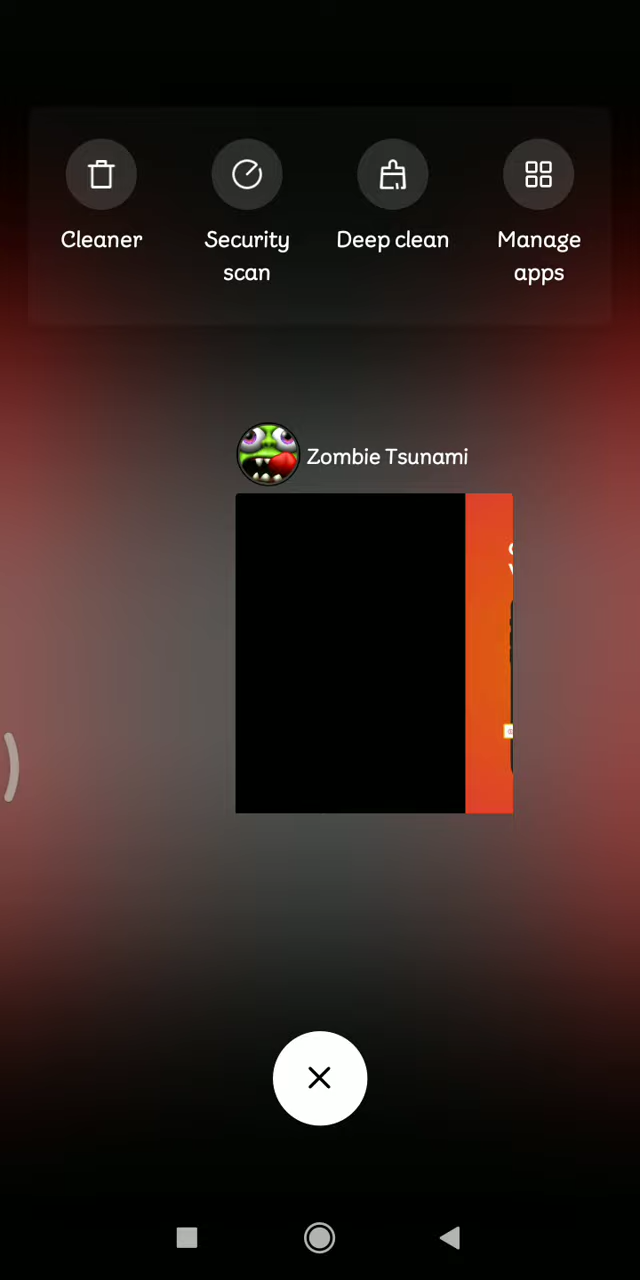 Cleaner
Security
scan
Deep clean
Manage
apps
Zombie Tsunami